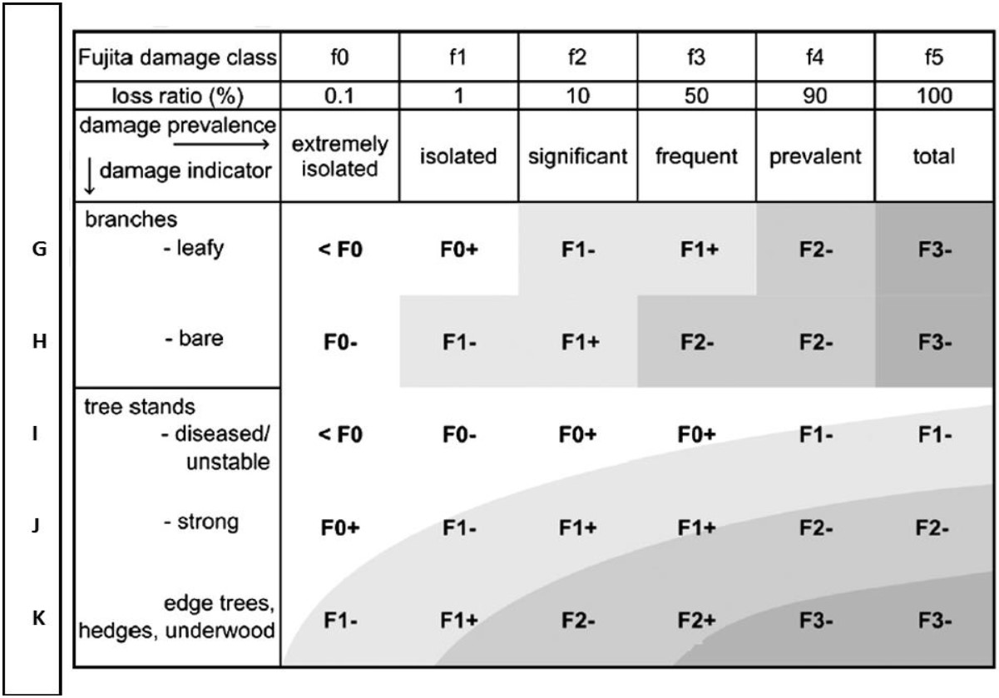 Fujita damage class f0 f1 f2 f3 f4 f5
loss ratio (%) 0.1 1 10 50 90 100
damage prevalence
damage indicator
extremely
isolated
isolated significant frequent prevalent total
branches
G - leafy < F0 F0+ F1- F1+ F2- F3-
H - bare F0- F1- F1+ F2- F2- F3-
tree stands
I - diseased/ < F0 F0- F0+ F0+ F1- F1-
unstable
J - strong F0+ F1- F1+ F1+ F2- F2-
edge trees,
K hedges, underwood F1- F1+ F2- F2+ F3- F3-